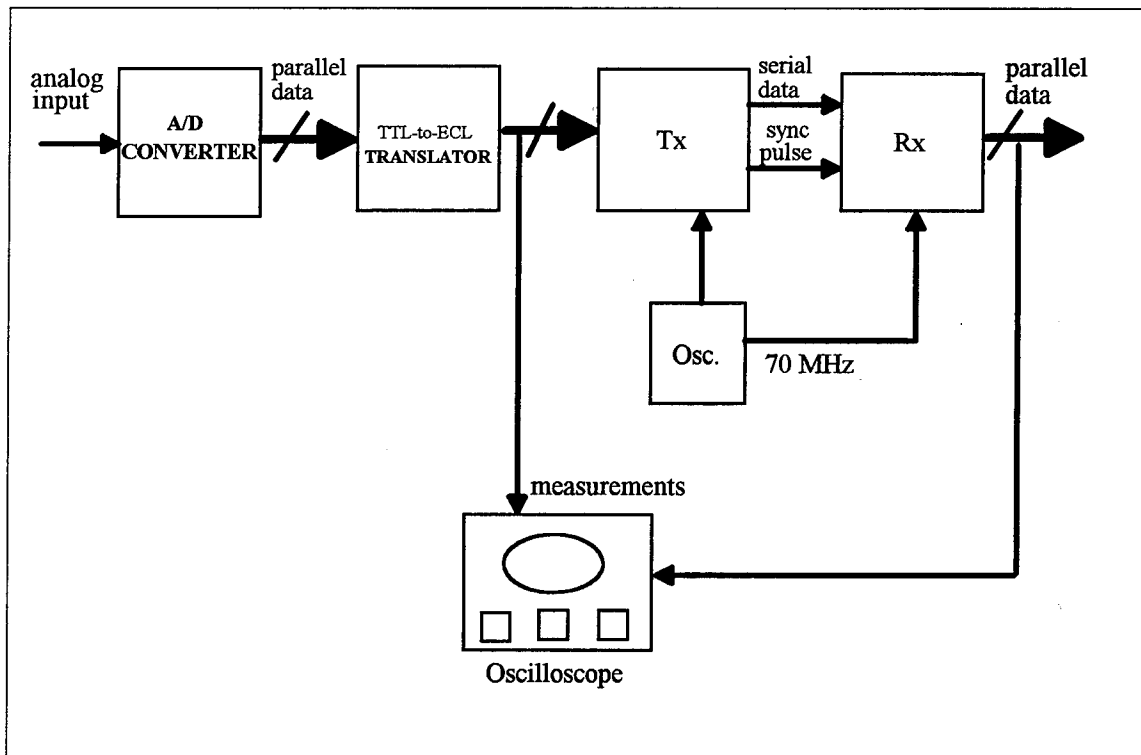 analog
input
A/D
CONVERTER
parallel
data
TTL-to-ECL
TRANSLATOR
Tx
serial
data
sync
pulse
Rx
parallel
data
Osc.
70 MHz
measurements
Oscilloscope